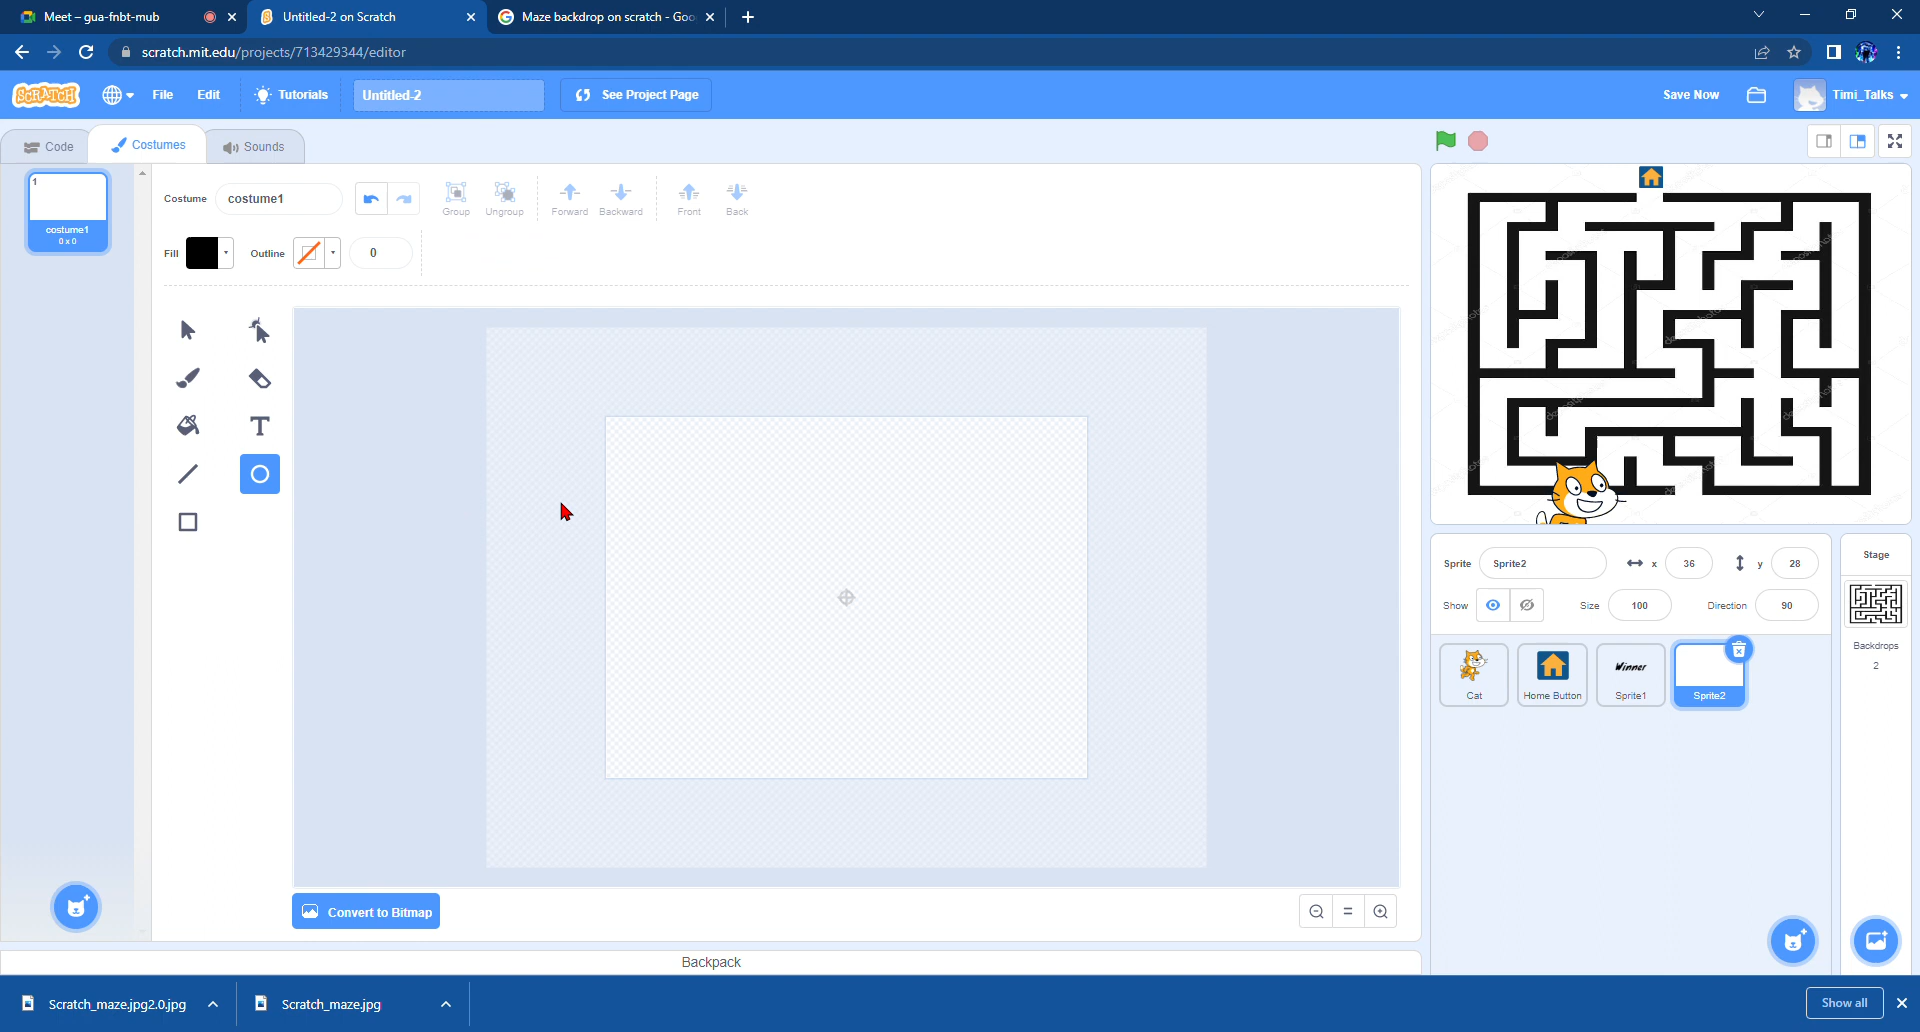 Meet – gua-fnbt-mub
Untitled-2 on Scratch
Maze backdrop on scratch - Goo
scratch.mit.edu/projects/713429344/editor
SCRATCH
File
Edit
Tutorials
Untitled-2
See Project Page
Save Now
Timi_Talks
Code
Costumes
Sounds
1
costume1
0 x 0
Costume
costume1
Group
Ungroup
Forward
Backward
Front
Back
Fill
Outline
0
T
Convert to Bitmap
Backpack
Sprite
Sprite2
x
36
y
28
Show
Size
100
Direction
90
Cat
Home Button
Winner
Sprite1
Sprite2
Stage
Backdrops
2
Scratch_maze.jpg2.0.jpg
Scratch_maze.jpg
Show all